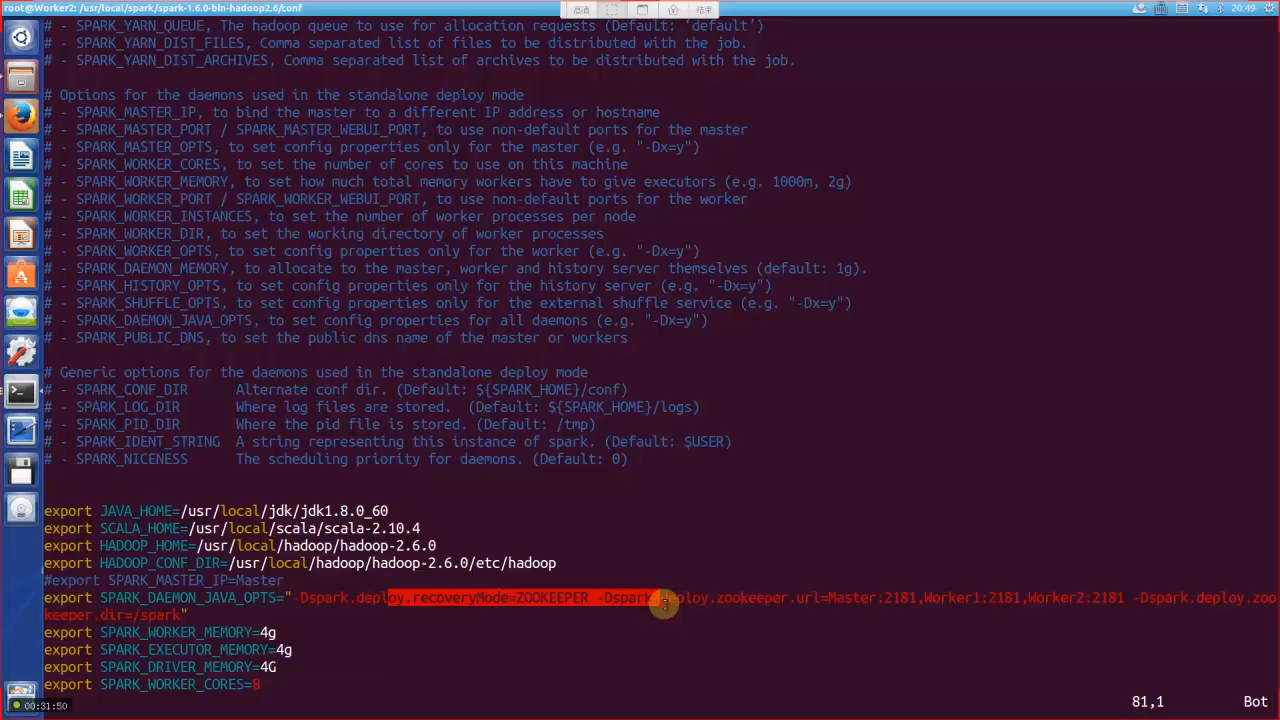 root@Worker2: /usr/local/spark/spark-1.6.0-bin-hadoop2.6/conf
结束
20:49
# - SPARK_YARN_QUEUE, The hadoop queue to use for allocation requests (Default: ‘default’)
# - SPARK_YARN_DIST_FILES, Comma separated list of files to be distributed with the job.
# - SPARK_YARN_DIST_ARCHIVES, Comma separated list of archives to be distributed with the job.
# Options for the daemons used in the standalone deploy mode
# - SPARK_MASTER_IP, to bind the master to a different IP address or hostname
# - SPARK_MASTER_PORT / SPARK_MASTER_WEBUI_PORT, to use non-default ports for the master
# - SPARK_MASTER_OPTS, to set config properties only for the master (e.g. "-Dx=y")
# - SPARK_WORKER_CORES, to set the number of cores to use on this machine
# - SPARK_WORKER_MEMORY, to set how much total memory workers have to give executors (e.g. 1000m, 2g)
# - SPARK_WORKER_PORT / SPARK_WORKER_WEBUI_PORT, to use non-default ports for the worker
# - SPARK_WORKER_INSTANCES, to set the number of worker processes per node
# - SPARK_WORKER_DIR, to set the working directory of worker processes
# - SPARK_WORKER_OPTS, to set config properties only for the worker (e.g. "-Dx=y")
# - SPARK_DAEMON_MEMORY, to allocate to the master, worker and history server themselves (default: 1g).
# - SPARK_HISTORY_OPTS, to set config properties only for the history server (e.g. "-Dx=y")
# - SPARK_SHUFFLE_OPTS, to set config properties only for the external shuffle service (e.g. "-Dx=y")
# - SPARK_DAEMON_JAVA_OPTS, to set config properties for all daemons (e.g. "-Dx=y")
# - SPARK_PUBLIC_DNS, to set the public dns name of the master or workers
# Generic options for the daemons used in the standalone deploy mode
# - SPARK_CONF_DIR      Alternate conf dir. (Default: ${SPARK_HOME}/conf)
# - SPARK_LOG_DIR       Where log files are stored.  (Default: ${SPARK_HOME}/logs)
# - SPARK_PID_DIR       Where the pid file is stored. (Default: /tmp)
# - SPARK_IDENT_STRING  A string representing this instance of spark. (Default: $USER)
# - SPARK_NICENESS      The scheduling priority for daemons. (Default: 0)
export JAVA_HOME=/usr/local/jdk/jdk1.8.0_60
export SCALA_HOME=/usr/local/scala/scala-2.10.4
export HADOOP_HOME=/usr/local/hadoop/hadoop-2.6.0
export HADOOP_CONF_DIR=/usr/local/hadoop/hadoop-2.6.0/etc/hadoop
#export SPARK_MASTER_IP=Master
export SPARK_DAEMON_JAVA_OPTS="-Dspark.deploy.recoveryMode=ZOOKEEPER -Dspark.deploy.zookeeper.url=Master:2181,Worker1:2181,Worker2:2181 -Dspark.deploy.zoo
keeper.dir=/spark"
export SPARK_WORKER_MEMORY=4g
export SPARK_EXECUTOR_MEMORY=4g
export SPARK_DRIVER_MEMORY=4G
export SPARK_WORKER_CORES=8
00:31:50
81,1
Bot